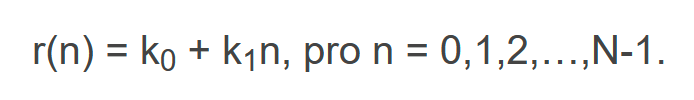 r(n) = k₀ + k₁n, pro n = 0,1,2,…,N-1.